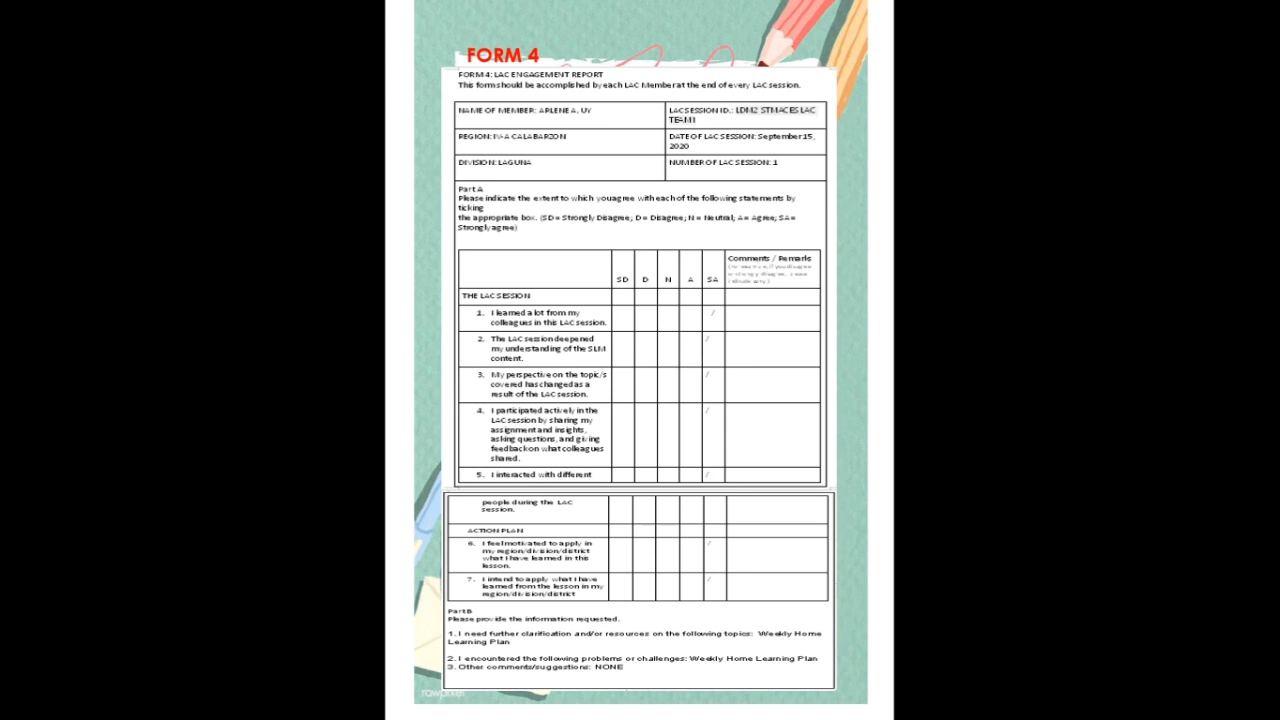 FORM 4
FORM 4: LAC ENGAGEMENT REPORT
This form should be accomplished by each LAC Member at the end of every LAC session.
NAME OF MEMBER: ARLENE A. UY
LAC SESSION ID.: LDM2 STMACES LAC
TEAM1
REGION: IV-A CALABARZON
DATE OF LAC SESSION: September 15,
2020
DIVISION: LAGUNA
NUMBER OF LAC SESSION: 1
Part A
Please indicate the extent to which you agree with each of the following statements by
ticking
the appropriate box. (SD = Strongly Disagree; D = Disagree; N = Neutral; A = Agree; SA =
Strongly agree)
SD D N A SA
Comments / Remarks
THE LAC SESSION
1. I learned a lot from my
colleagues in this LAC session.
/
2. The LAC session deepened
my understanding of the SLM
content.
/
3. My perspective on the topic/s
covered has changed as a
result of the LAC session.
/
4. I participated actively in the
LAC session by sharing my
assignment and insights,
asking questions, and giving
feedback on what colleagues
shared.
/
5. I interacted with different
/
people during the LAC
session.
ACTION PLAN
6. I feel motivated to apply in
my region/division/district
what I have learned in this
lesson.
/
7. I intend to apply what I have
learned from the lesson in my
region/division/district
/
Part B
Please provide the information requested.
1. I need further clarification and/or resources on the following topics: Weekly Home
Learning Plan
2. I encountered the following problems or challenges: Weekly Home Learning Plan
3. Other comments/suggestions: NONE
rawpixel